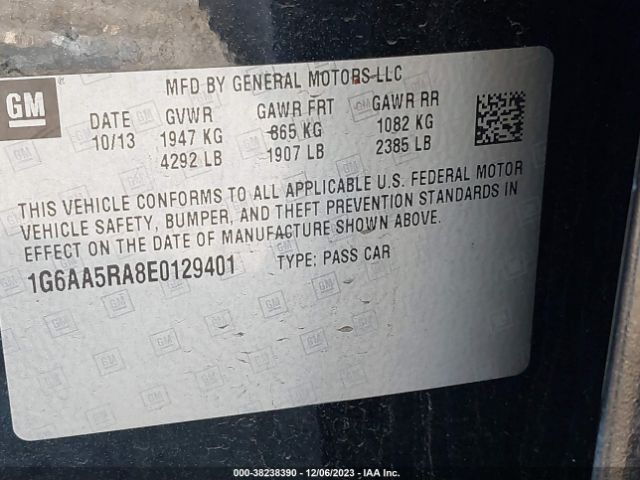 GM
MFD BY GENERAL MOTORS LLC
DATE GVWR GAWR FRT GAWR RR
10/13 1947 KG 865 KG 1082 KG
4292 LB 1907 LB 2385 LB
THIS VEHICLE CONFORMS TO ALL APPLICABLE U.S. FEDERAL MOTOR
VEHICLE SAFETY, BUMPER, AND THEFT PREVENTION STANDARDS IN
EFFECT ON THE DATE OF MANUFACTURE SHOWN ABOVE.
1G6AA5RA8E0129401 TYPE: PASS CAR
000-38238390 - 12/06/2023 - IAA Inc.